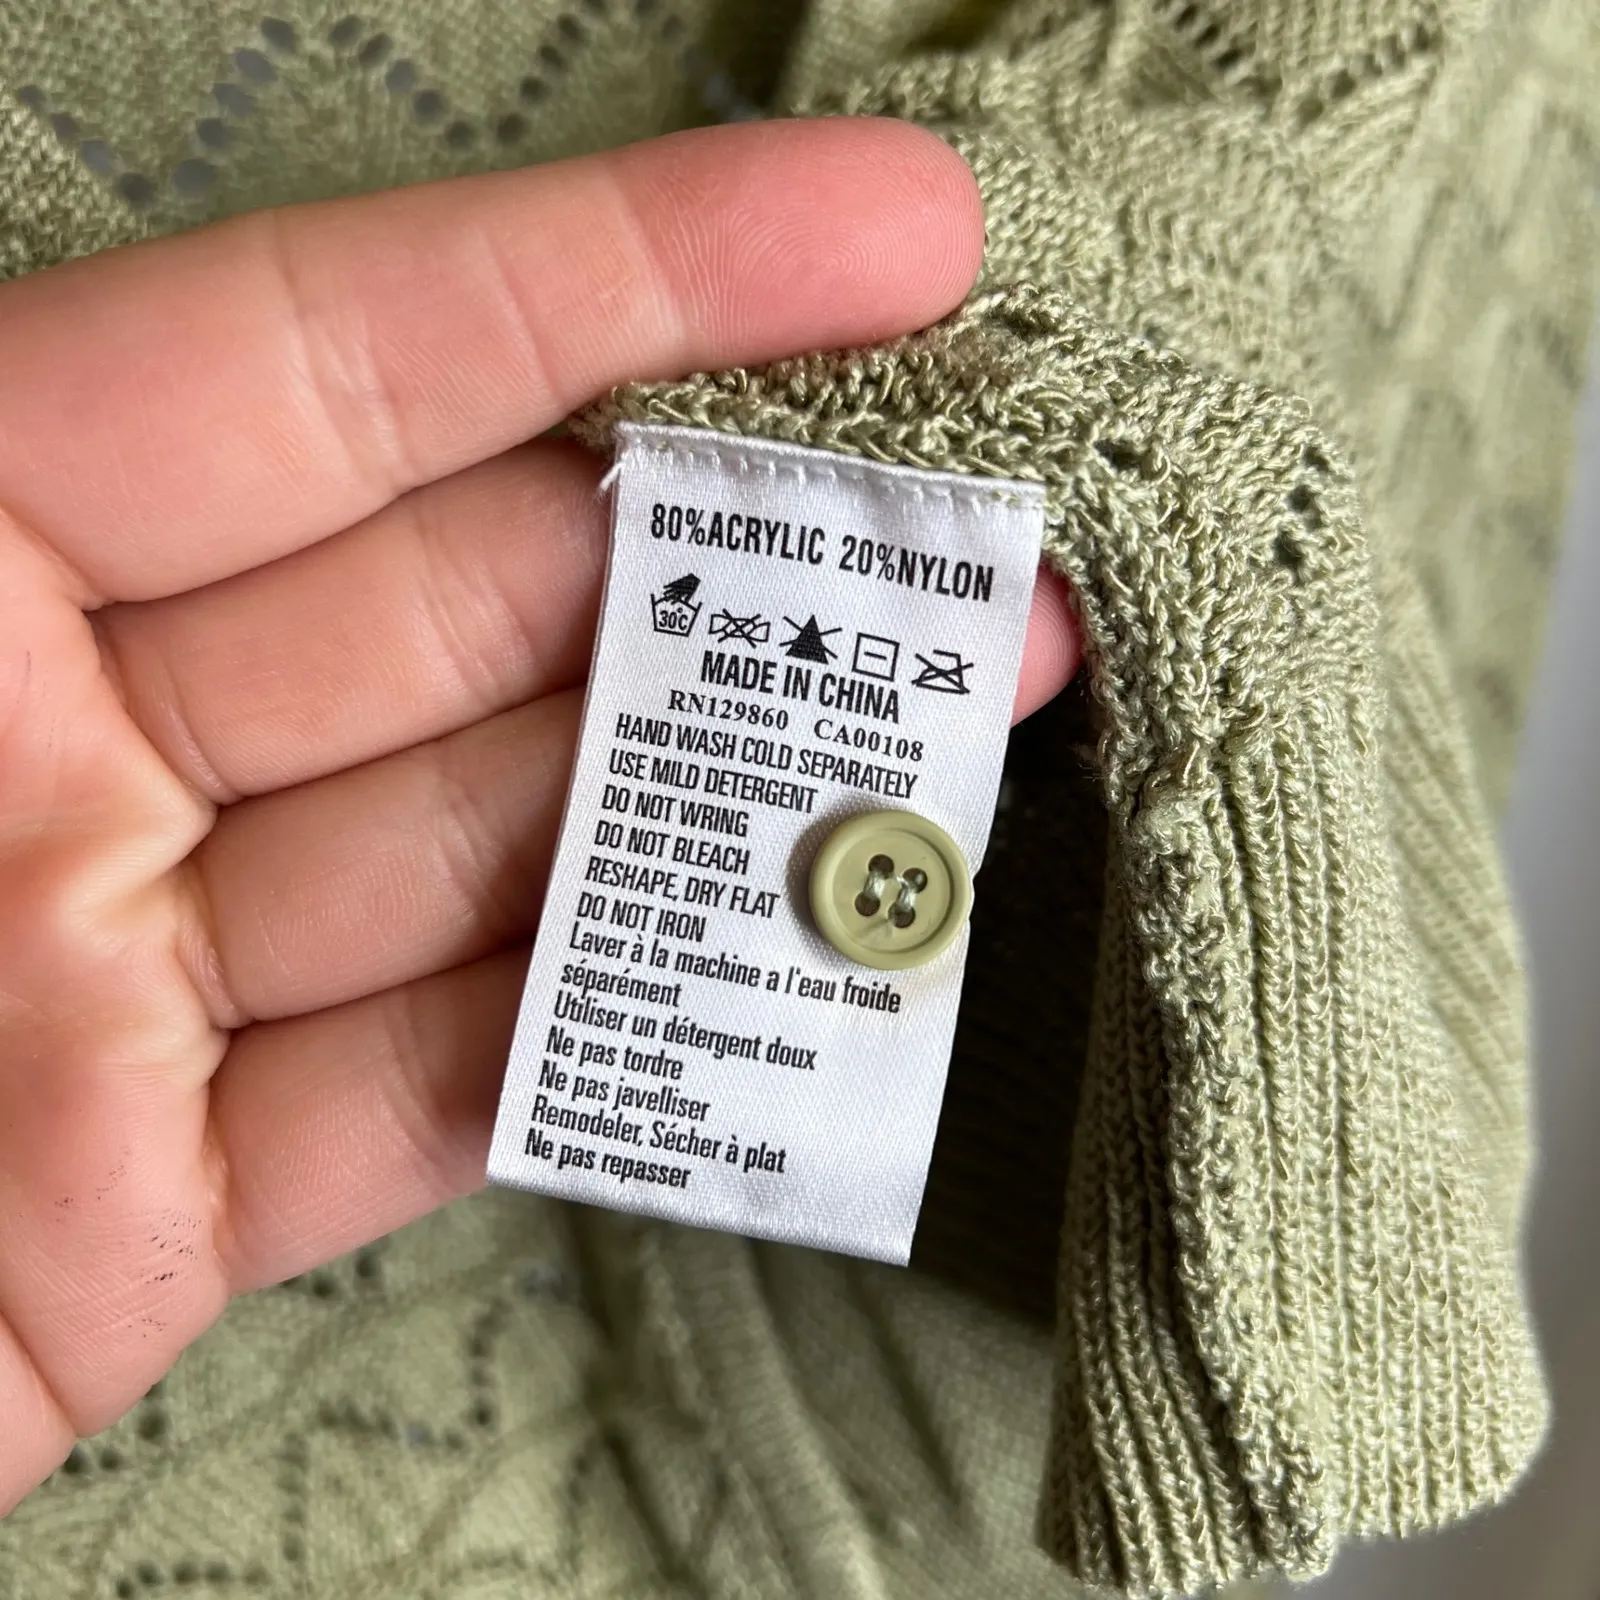 80%ACRYLIC 20%NYLON
30C
MADE IN CHINA
RN129860 CA00108
HAND WASH COLD SEPARATELY
USE MILD DETERGENT
DO NOT WRING
DO NOT BLEACH
RESHAPE, DRY FLAT
DO NOT IRON
Laver à la machine a l'eau froide
séparément
Utiliser un détergent doux
Ne pas tordre
Ne pas javelliser
Remodeler, Sécher à plat
Ne pas repasser